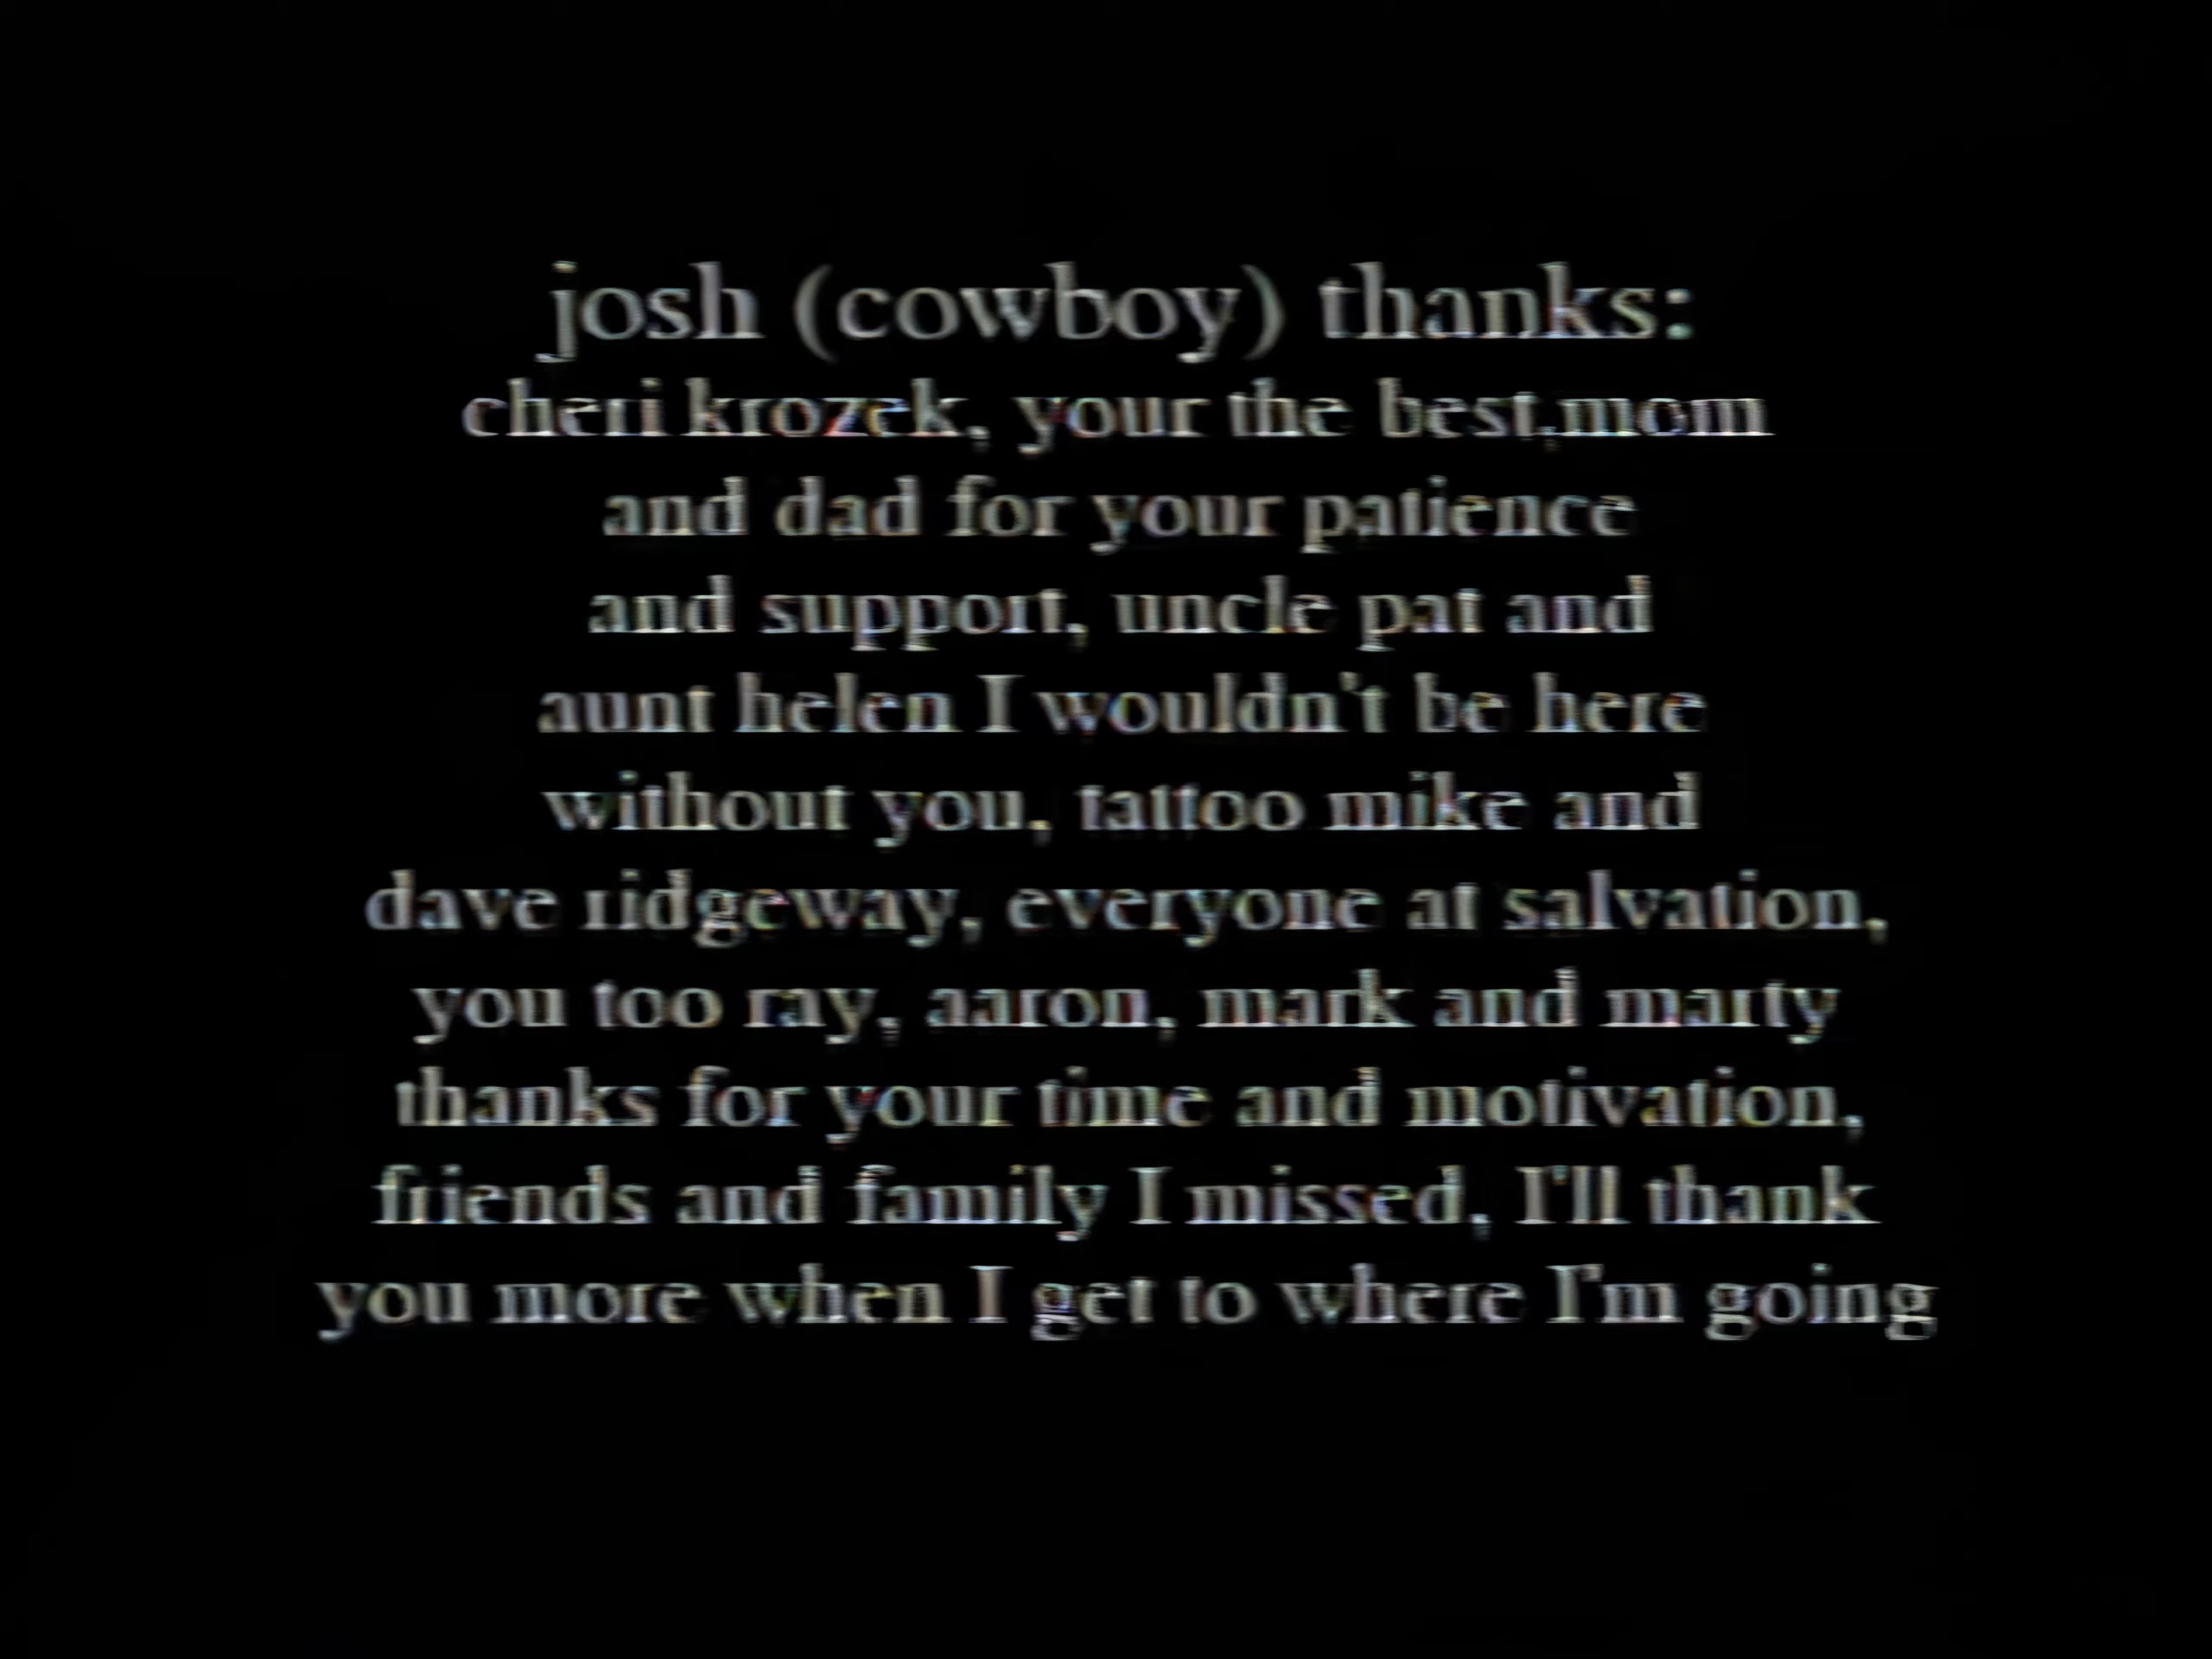 josh (cowboy) thanks:
cheri krozek, your the best,mom
and dad for your patience
and support, uncle pat and
aunt helen I wouldn't be here
without you, tattoo mike and
dave ridgeway, everyone at salvation,
you too ray, aaron, mark and marty
thanks for your time and motivation,
friends and family I missed, I'll thank
you more when I get to where I'm going